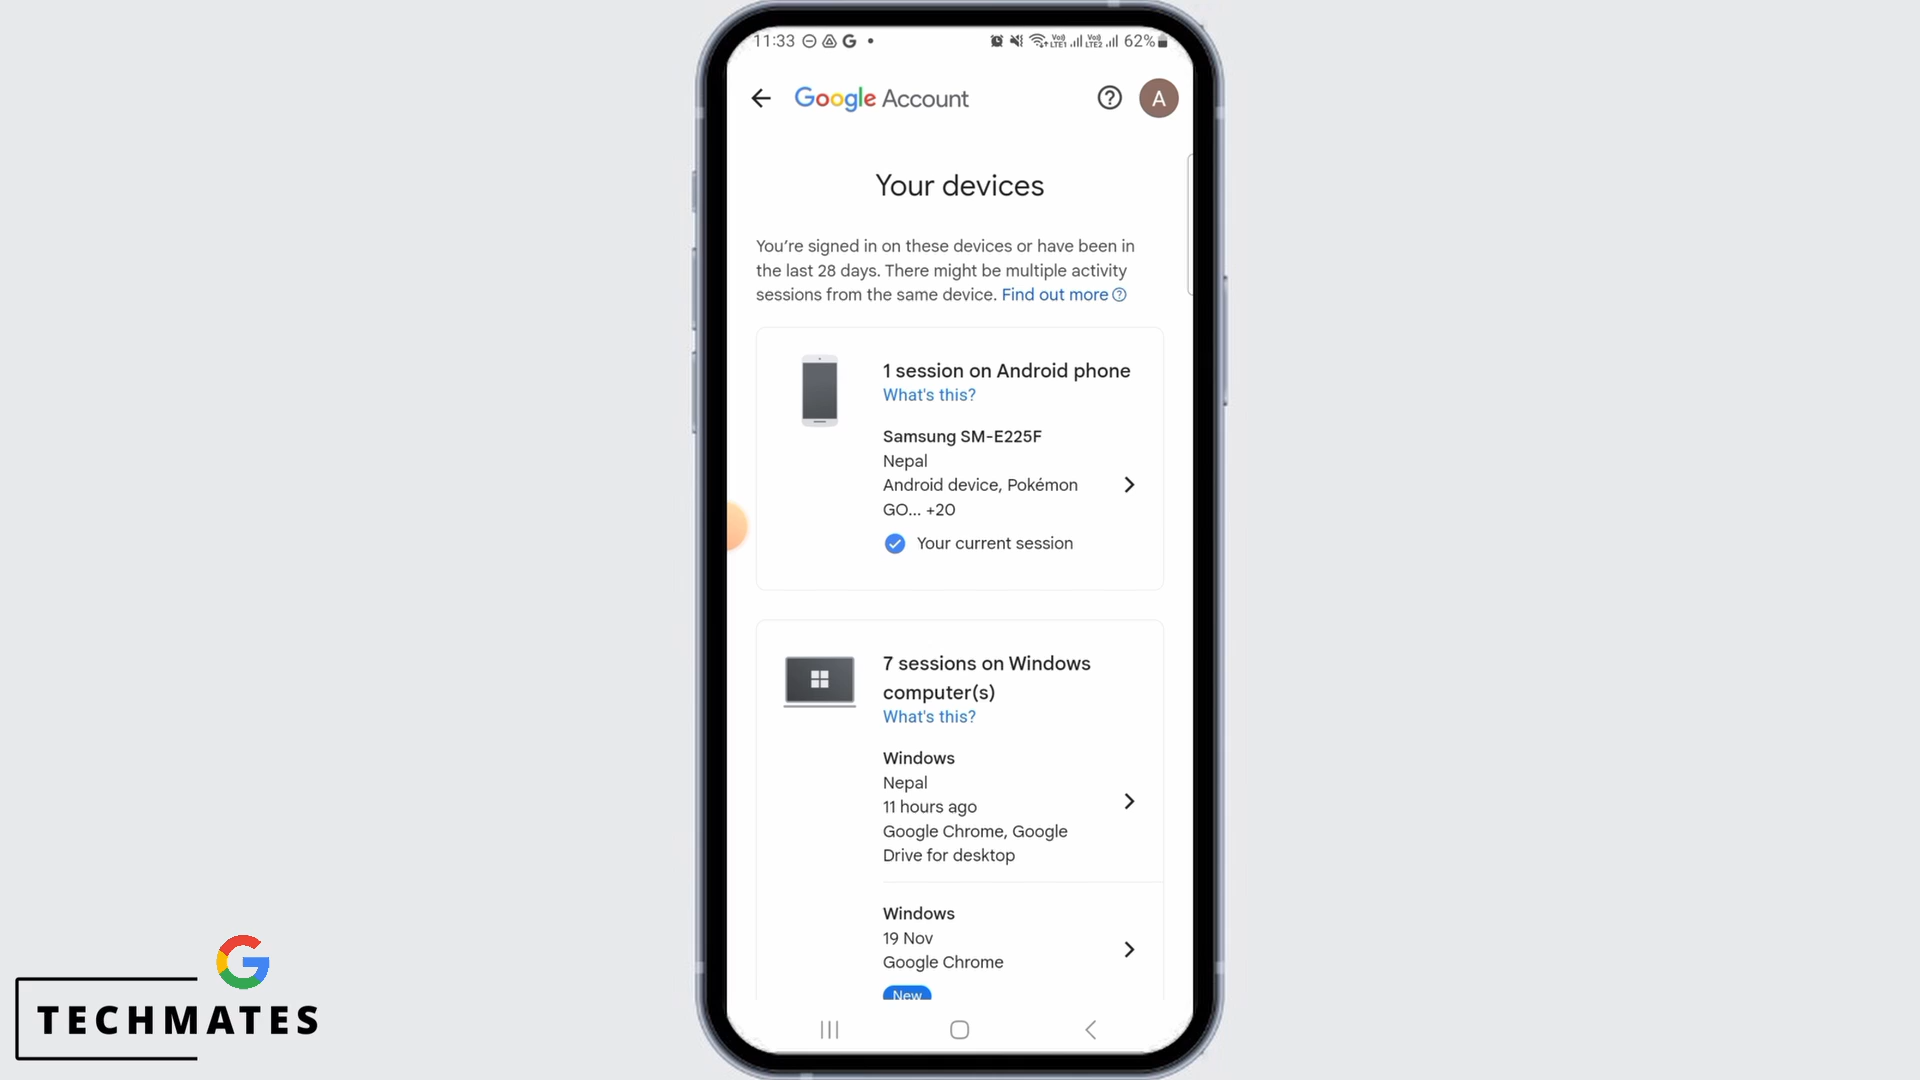 11:33
62%
Google Account
A
Your devices
You're signed in on these devices or have been in
the last 28 days. There might be multiple activity
sessions from the same device. Find out more
1 session on Android phone
What's this?
Samsung SM-E225F
Nepal
Android device, Pokémon
GO... +20
Your current session
7 sessions on Windows
computer(s)
What's this?
Windows
Nepal
11 hours ago
Google Chrome, Google
Drive for desktop
Windows
19 Nov
Google Chrome
New
TECHMATES